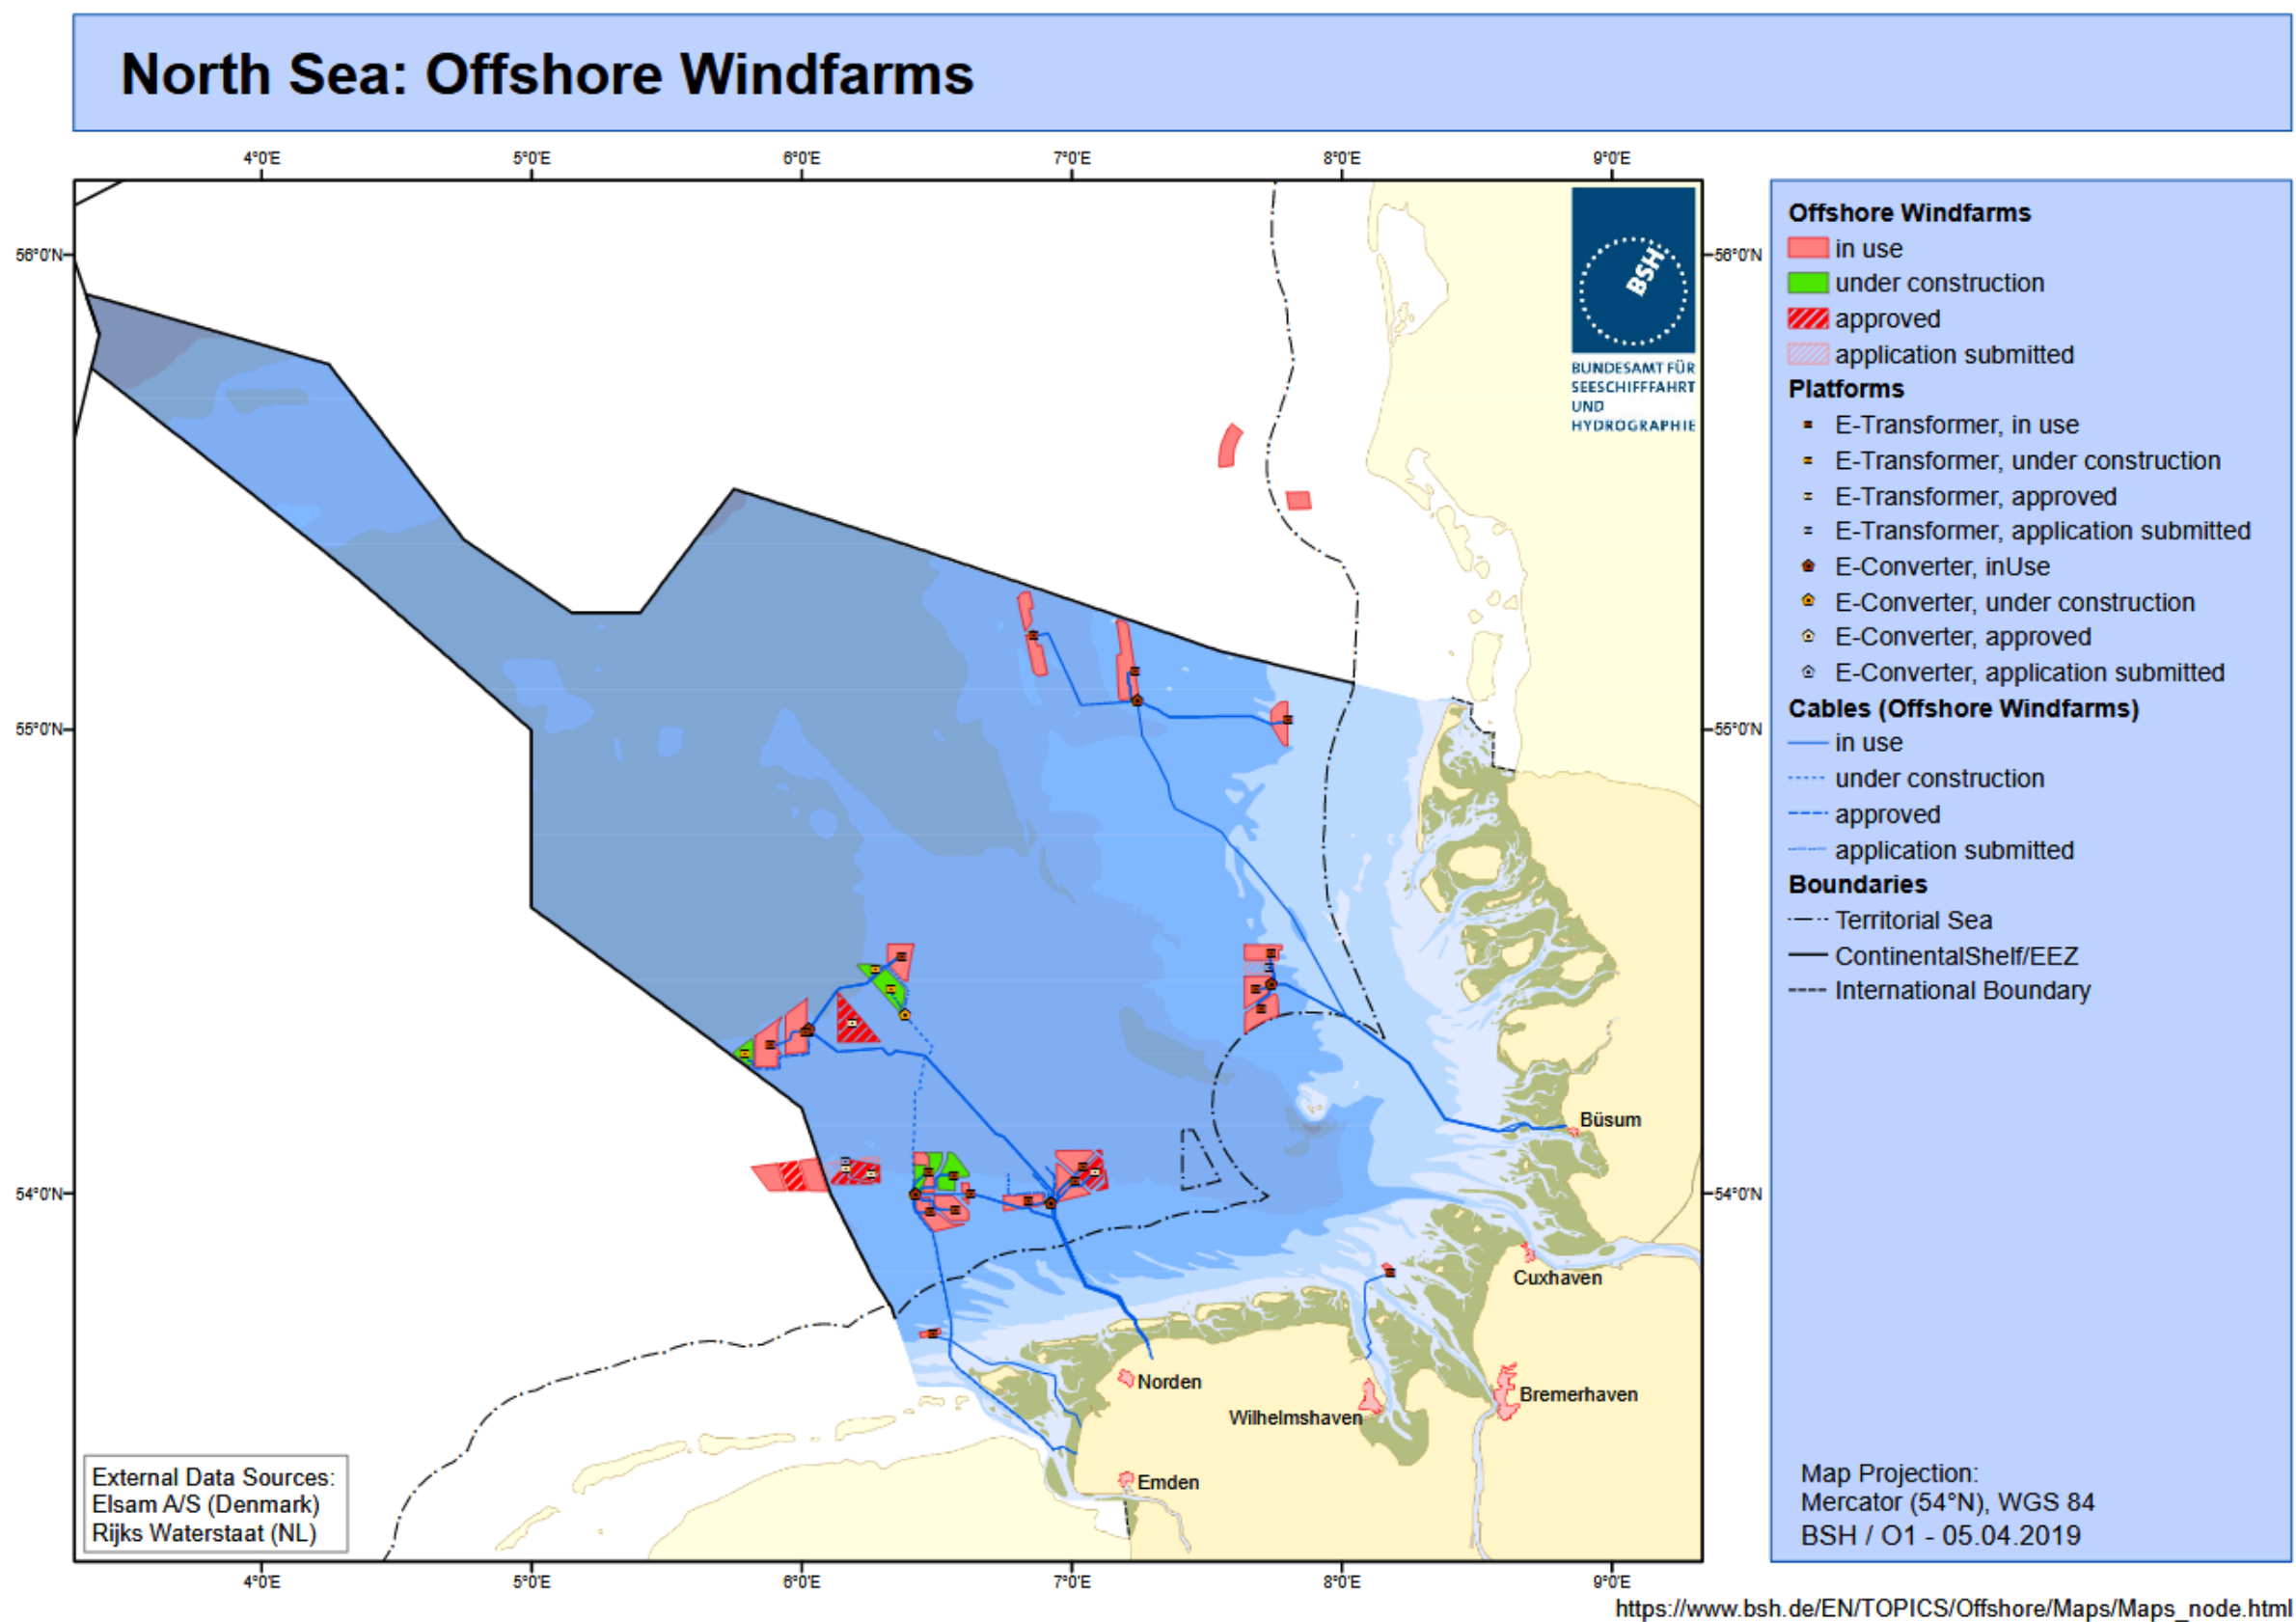 North Sea: Offshore Windfarms
4°0'E 5°0'E 6°0'E 7°0'E 8°0'E 9°0'E
56°0'N 56°0'N
55°0'N 55°0'N
54°0'N 54°0'N
BSH
BUNDESAMT FÜR
SEESCHIFFFAHRT
UND
HYDROGRAPHIE
Büsum
Cuxhaven
Norden
Wilhelmshaven
Bremerhaven
Emden
External Data Sources:
Elsam A/S (Denmark)
Rijks Waterstaat (NL)
4°0'E 5°0'E 6°0'E 7°0'E 8°0'E 9°0'E
Offshore Windfarms
in use
under construction
approved
application submitted
Platforms
E-Transformer, in use
E-Transformer, under construction
E-Transformer, approved
E-Transformer, application submitted
E-Converter, inUse
E-Converter, under construction
E-Converter, approved
E-Converter, application submitted
Cables (Offshore Windfarms)
in use
under construction
approved
application submitted
Boundaries
Territorial Sea
ContinentalShelf/EEZ
International Boundary
Map Projection:
Mercator (54°N), WGS 84
BSH / O1 - 05.04.2019
https://www.bsh.de/EN/TOPICS/Offshore/Maps/Maps_node.html